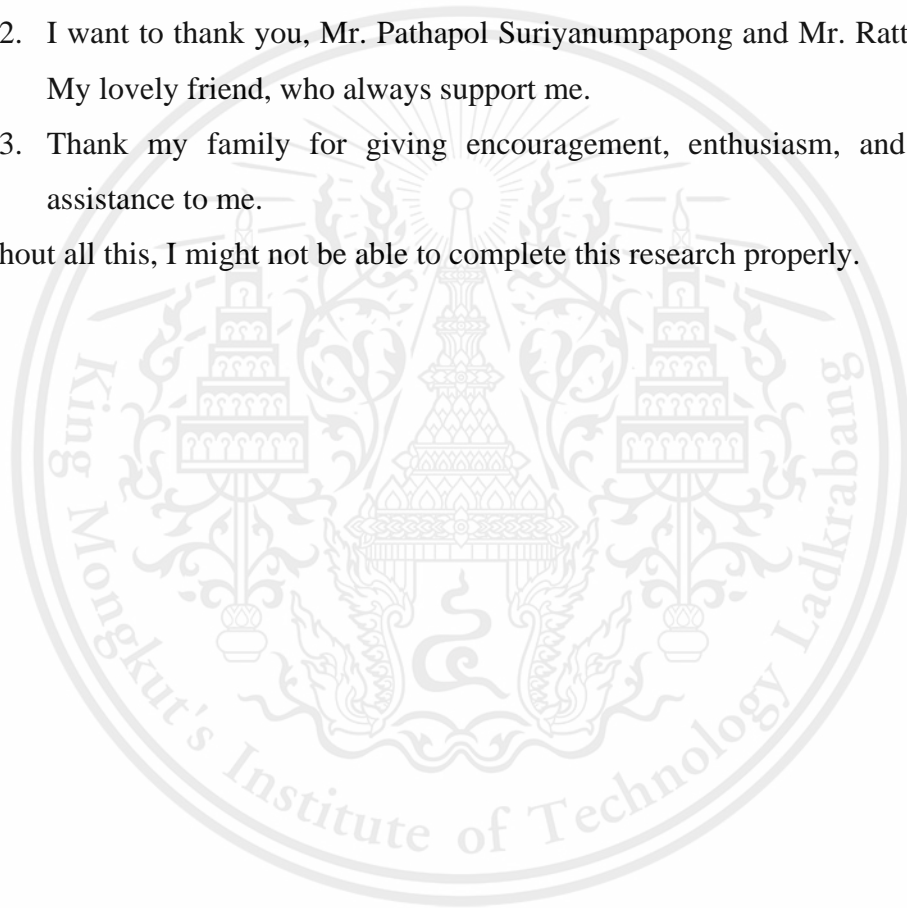 2. I want to thank you, Mr. Pathapol Suriyanumpapong and Mr. Ratt
My lovely friend, who always support me.
3. Thank my family for giving encouragement, enthusiasm, and
assistance to me.
hout all this, I might not be able to complete this research properly.
King Mongkut's Institute of Technology Ladkrabang